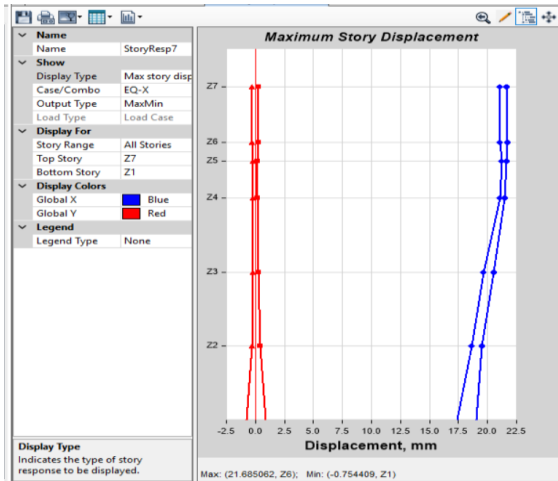 Name
Name StoryResp7
Show
Display Type Max story disp
Case/Combo EQ-X
Output Type MaxMin
Load Type Load Case
Display For
Story Range All Stories
Top Story Z7
Bottom Story Z1
Display Colors
Global X Blue
Global Y Red
Legend
Legend Type None
Display Type
Indicates the type of story
response to be displayed.
Maximum Story Displacement
Z7
Z6
Z5
Z4
Z3
Z2
-2.5 0.0 2.5 5.0 7.5 10.0 12.5 15.0 17.5 20.0 22.5
Displacement, mm
Max: (21.685062, Z6); Min: (-0.754409, Z1)